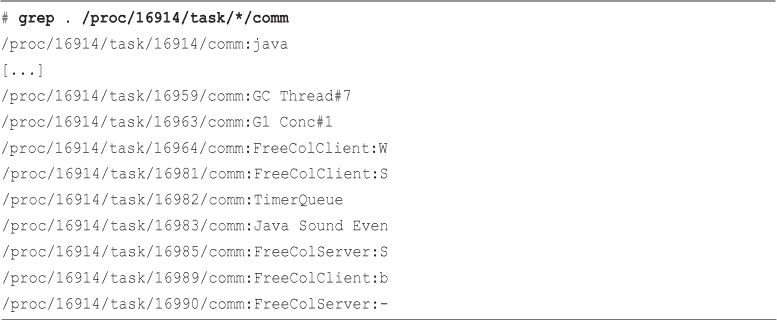 # grep . /proc/16914/task/*/comm
/proc/16914/task/16914/comm:java
[...]
/proc/16914/task/16959/comm:GC Thread#7
/proc/16914/task/16963/comm:G1 Conc#1
/proc/16914/task/16964/comm:FreeColClient:W
/proc/16914/task/16981/comm:FreeColClient:S
/proc/16914/task/16982/comm:TimerQueue
/proc/16914/task/16983/comm:Java Sound Even
/proc/16914/task/16985/comm:FreeColServer:S
/proc/16914/task/16989/comm:FreeColClient:b
/proc/16914/task/16990/comm:FreeColServer:-